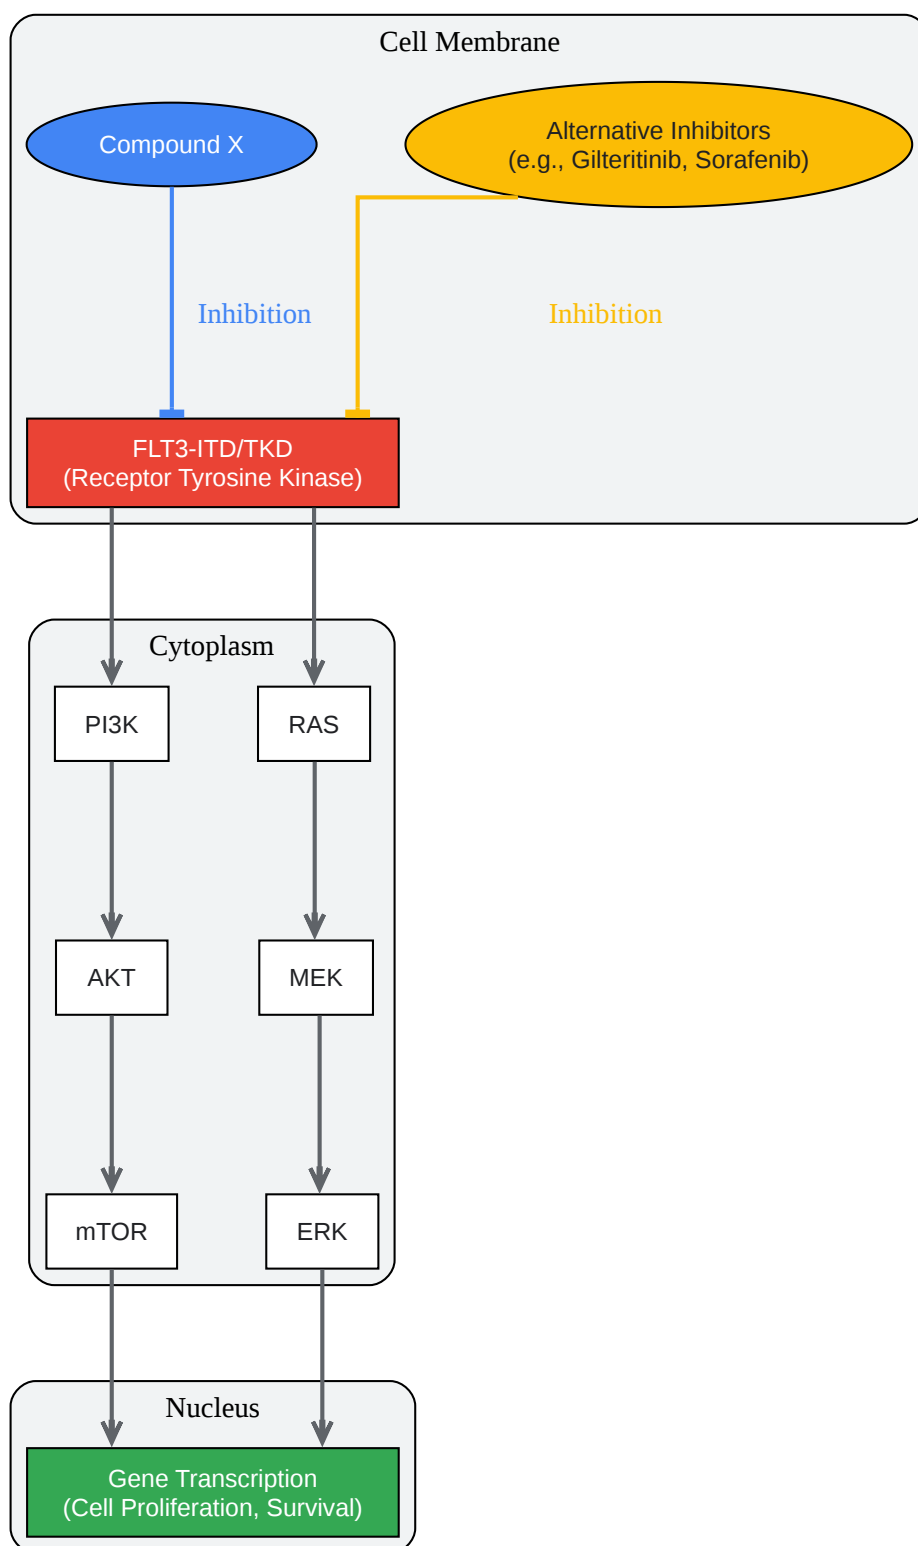 Cell Membrane
Compound X
Alternative Inhibitors
(e.g., Gilteritinib, Sorafenib)
Inhibition
Inhibition
FLT3-ITD/TKD
(Receptor Tyrosine Kinase)
Cytoplasm
PI3K
RAS
AKT
MEK
mTOR
ERK
Nucleus
Gene Transcription
(Cell Proliferation, Survival)